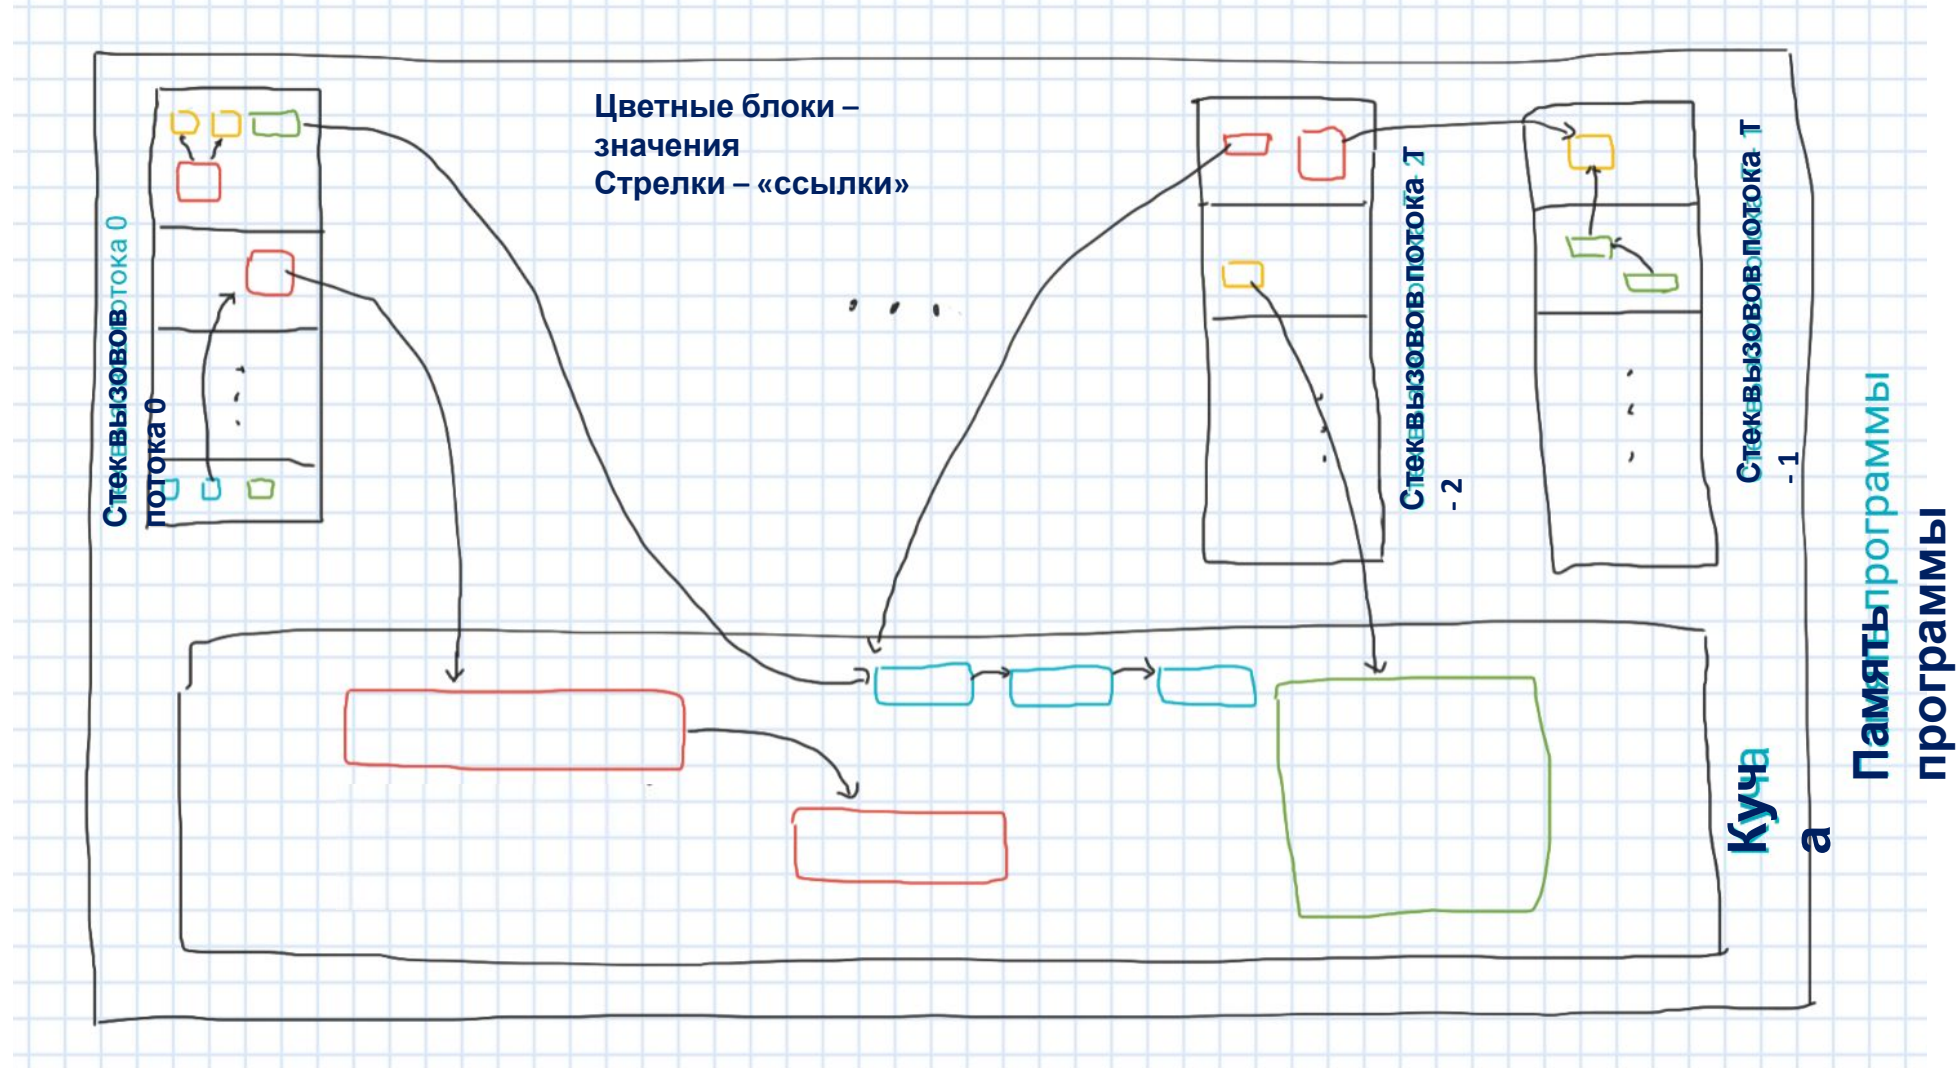 Цветные блоки –
значения
Стрелки – «ссылки»
Стек вызовов
потока 0
Стек вызовов потока T
- 2
Стек вызовов потока T
- 1
Память
программы
Куч
а